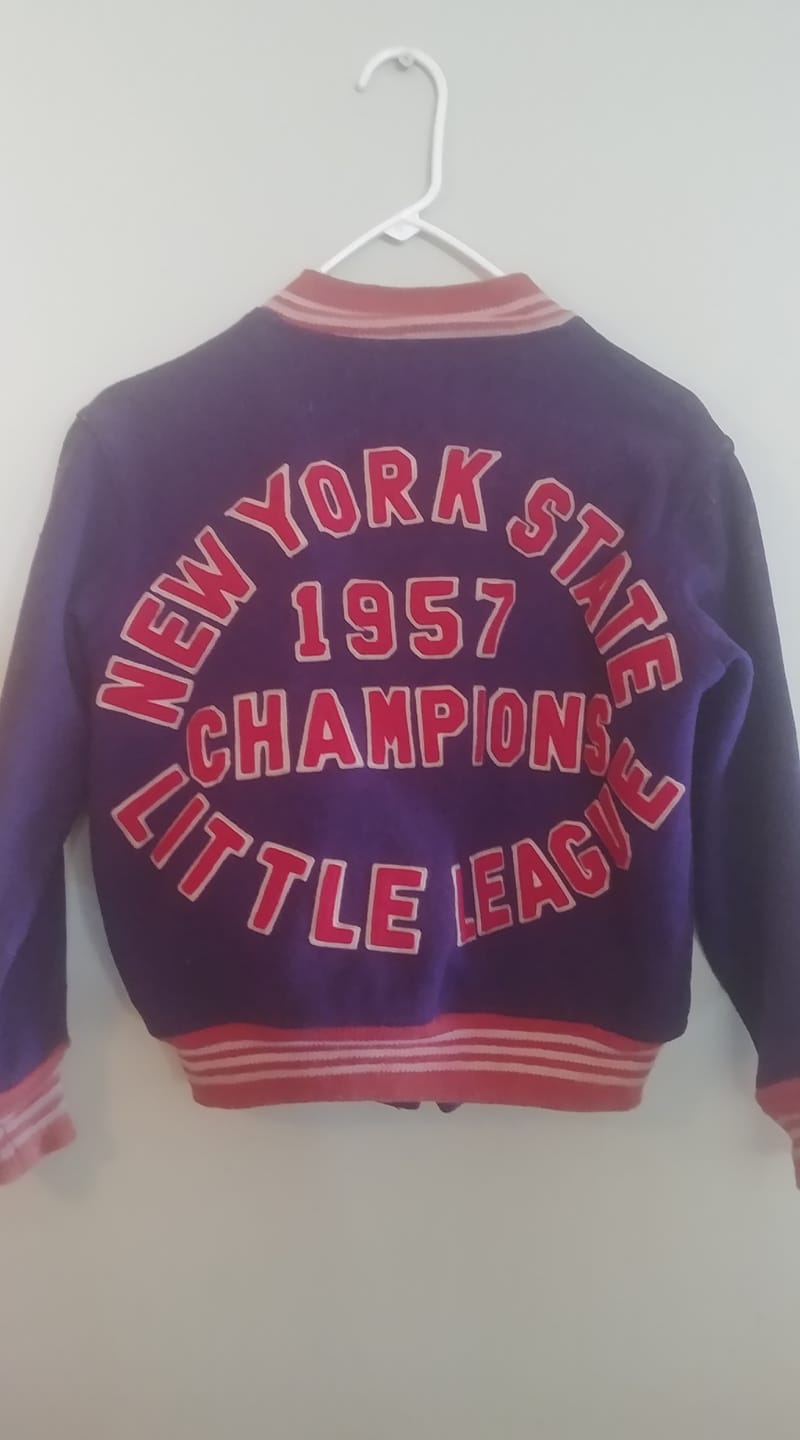 NEW YORK STATE
1957
CHAMPIONS
LITTLE LEAGUE